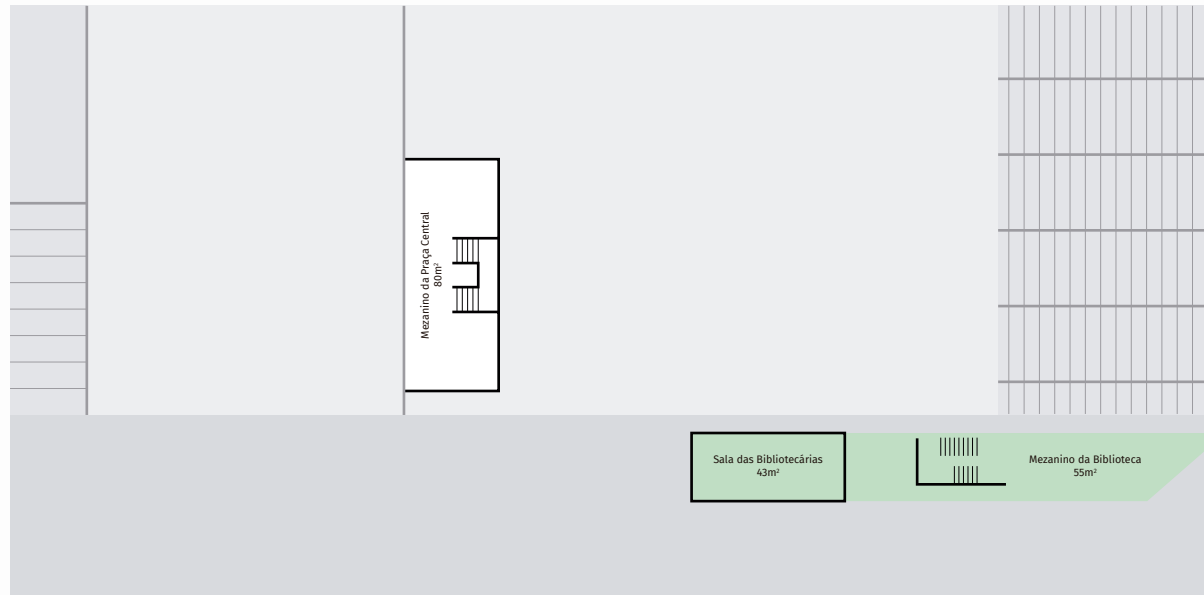 Mezanino da Praça Central
80m²
Sala das Bibliotecárias
43m²
Mezanino da Biblioteca
55m²